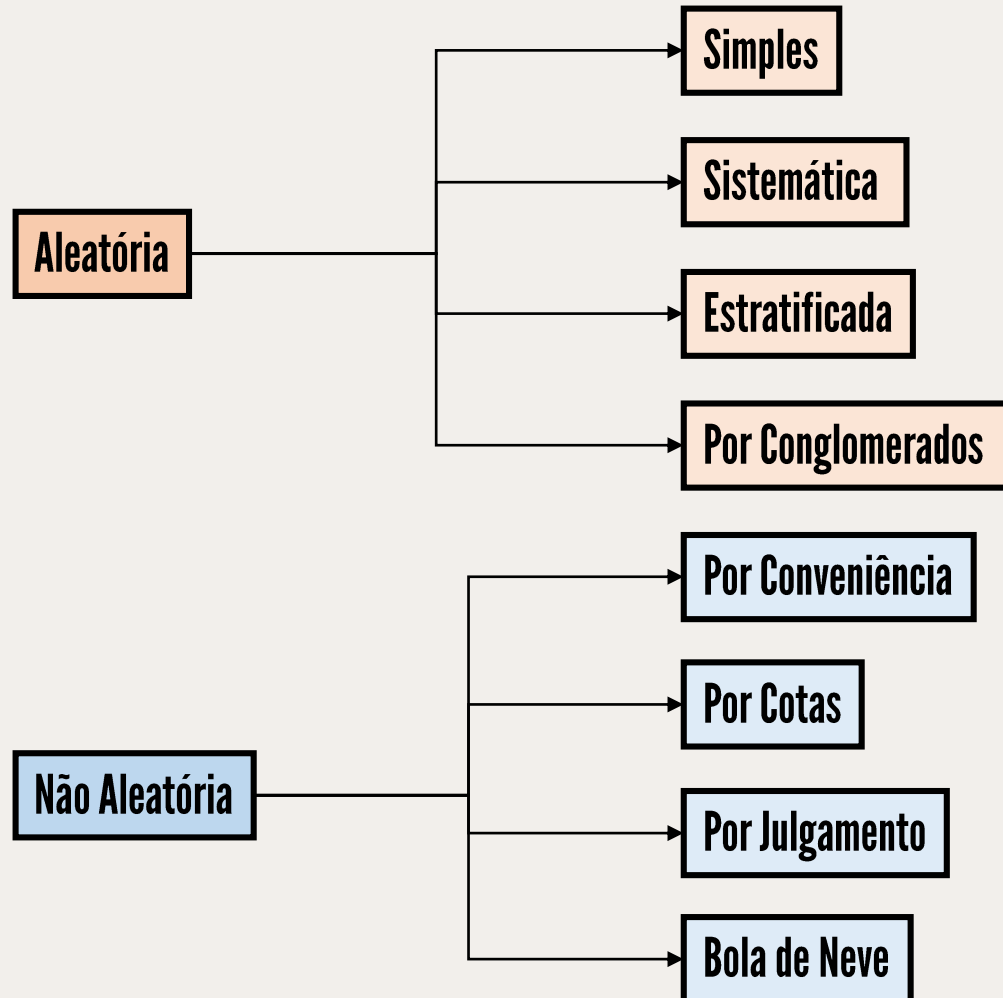 Aleatória
Simples
Sistemática
Estratificada
Por Conglomerados
Não Aleatória
Por Conveniência
Por Cotas
Por Julgamento
Bola de Neve